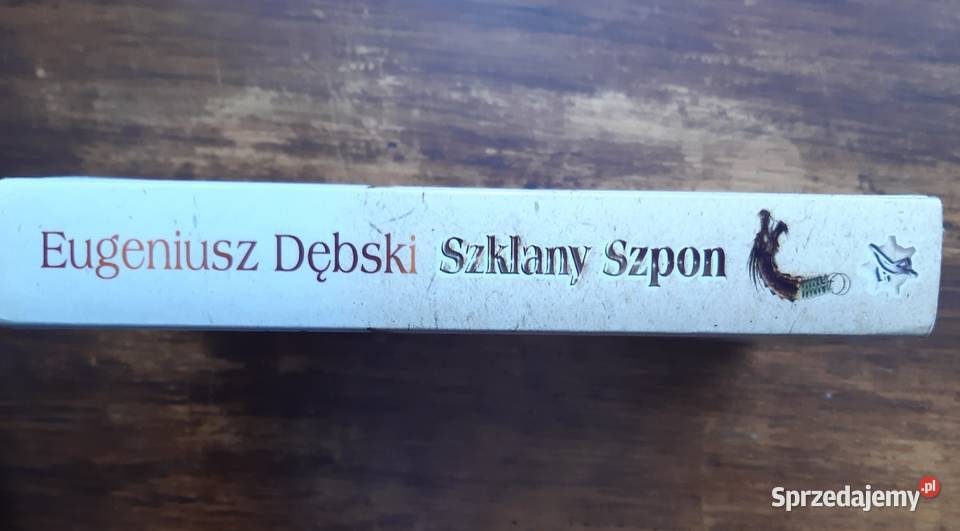 Eugeniusz Dębski Szklany Szpon
Sprzedajemy.pl